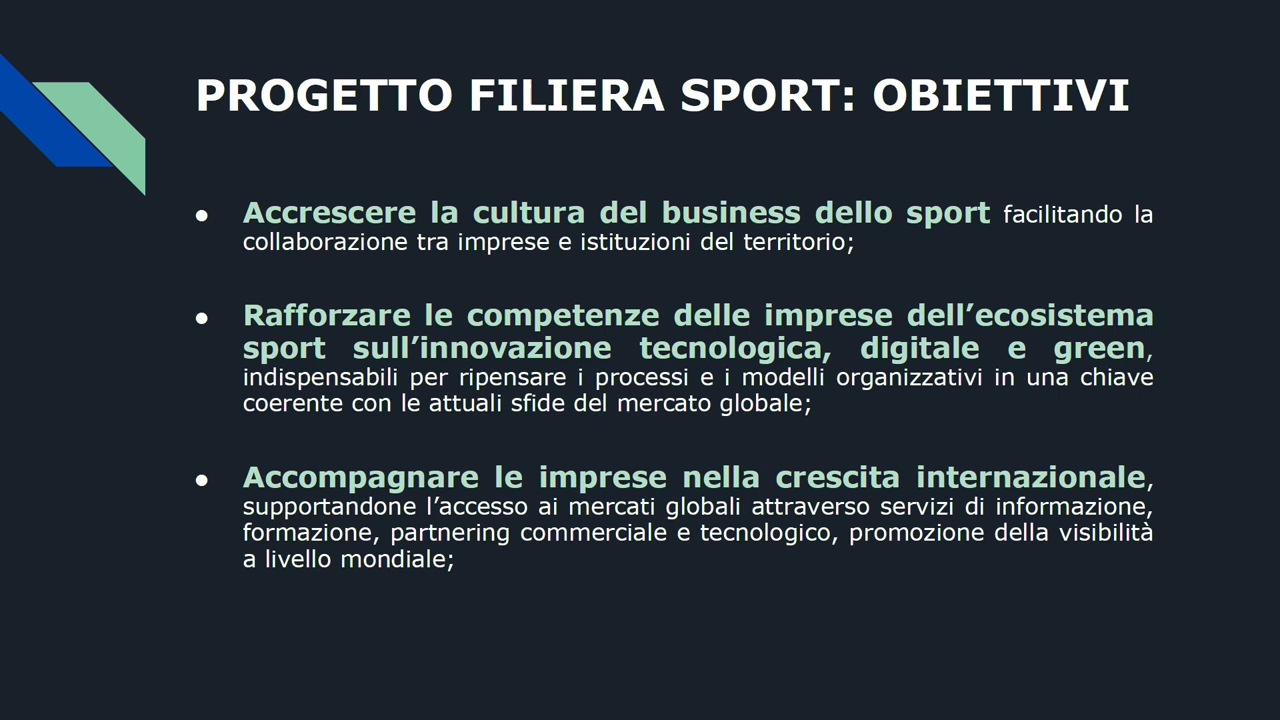 PROGETTO FILIERA SPORT: OBIETTIVI
● Accrescere la cultura del business dello sport facilitando la
collaborazione tra imprese e istituzioni del territorio;
● Rafforzare le competenze delle imprese dell’ecosistema
sport sull’innovazione tecnologica, digitale e green,
indispensabili per ripensare i processi e i modelli organizzativi in una chiave
coerente con le attuali sfide del mercato globale;
● Accompagnare le imprese nella crescita internazionale,
supportandone l’accesso ai mercati globali attraverso servizi di informazione,
formazione, partnering commerciale e tecnologico, promozione della visibilità
a livello mondiale;